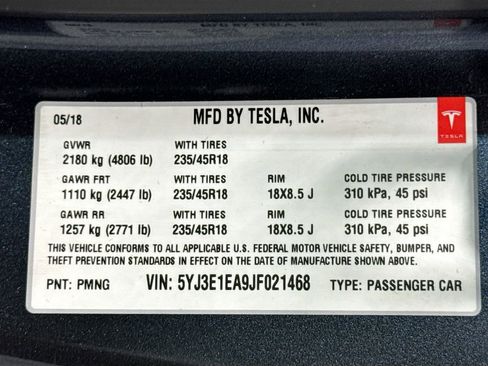 MFD BY TESLA, INC.
05/18
MFD BY TESLA, INC.
TESLA
GVWR WITH TIRES
2180 kg (4806 lb) 235/45R18
GAWR FRT WITH TIRES RIM COLD TIRE PRESSURE
1110 kg (2447 lb) 235/45R18 18X8.5 J 310 kPa, 45 psi
GAWR RR WITH TIRES RIM COLD TIRE PRESSURE
1257 kg (2771 lb) 235/45R18 18X8.5 J 310 kPa, 45 psi
THIS VEHICLE CONFORMS TO ALL APPLICABLE U.S. FEDERAL MOTOR VEHICLE SAFETY, BUMPER, AND
THEFT PREVENTION STANDARDS IN EFFECT ON THE DATE OF MANUFACTURE SHOWN ABOVE.
PNT: PMNG VIN: 5YJ3E1EA9JF021468 TYPE: PASSENGER CAR